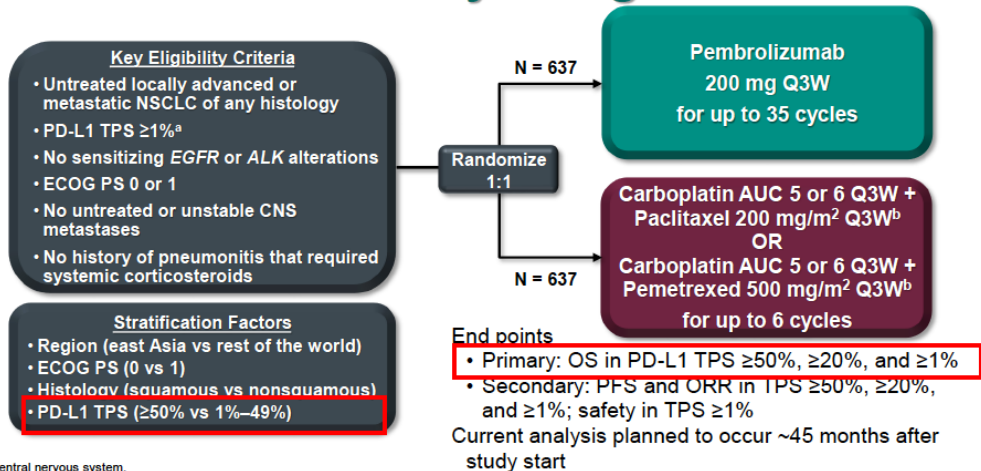 Key Eligibility Criteria
• Untreated locally advanced or
metastatic NSCLC of any histology
• PD-L1 TPS ≥1%ᵃ
• No sensitizing EGFR or ALK alterations
• ECOG PS 0 or 1
• No untreated or unstable CNS
metastases
• No history of pneumonitis that required
systemic corticosteroids
Stratification Factors
• Region (east Asia vs rest of the world)
• ECOG PS (0 vs 1)
• Histology (squamous vs nonsquamous)
• PD-L1 TPS (≥50% vs 1%–49%)
Randomize
1:1
N = 637
Pembrolizumab
200 mg Q3W
for up to 35 cycles
N = 637
Carboplatin AUC 5 or 6 Q3W +
Paclitaxel 200 mg/m² Q3Wᵇ
OR
Carboplatin AUC 5 or 6 Q3W +
Pemetrexed 500 mg/m² Q3Wᵇ
for up to 6 cycles
End points
• Primary: OS in PD-L1 TPS ≥50%, ≥20%, and ≥1%
• Secondary: PFS and ORR in TPS ≥50%, ≥20%,
and ≥1%; safety in TPS ≥1%
Current analysis planned to occur ~45 months after
study start
entral nervous system.